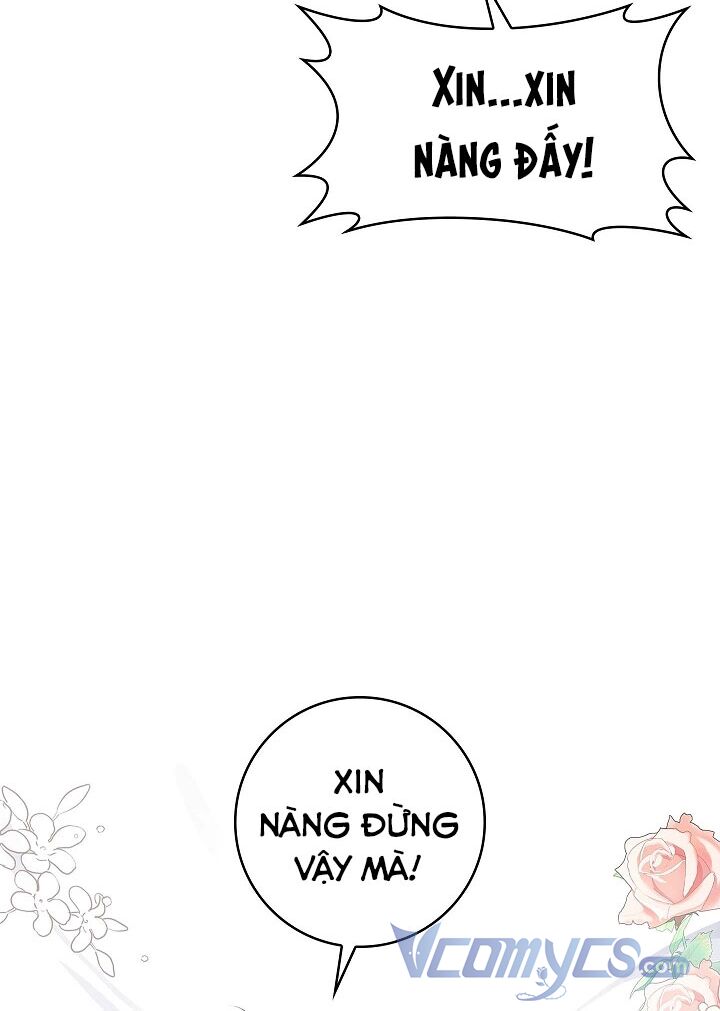 XIN...XIN
NÀNG ĐẤY!
XIN
NÀNG ĐỪNG
VẬY MÀ!
VCOMYCS.com